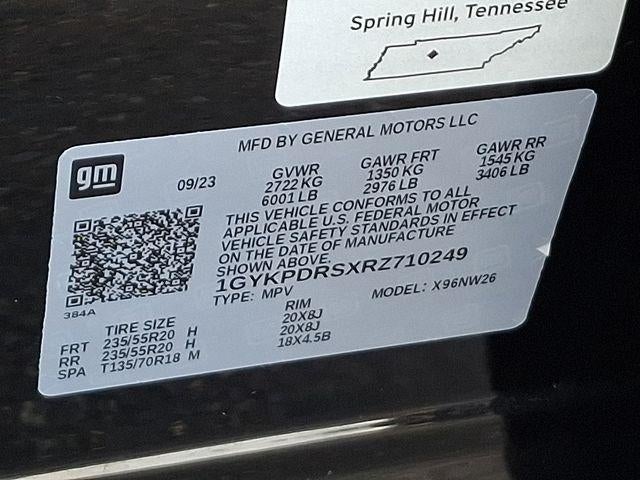 Spring Hill, Tennessee
MFD BY GENERAL MOTORS LLC
gm
09/23
GVWR GAWR FRT GAWR RR
2722 KG 1350 KG 1545 KG
6001 LB 2976 LB 3406 LB
THIS VEHICLE CONFORMS TO ALL
APPLICABLE U.S. FEDERAL MOTOR
VEHICLE SAFETY STANDARDS IN EFFECT
ON THE DATE OF MANUFACTURE
SHOWN ABOVE.
1GYKPDRSXRZ710249
384A
TYPE: MPV MODEL: X96NW26
TIRE SIZE RIM
FRT 235/55R20 H 20X8J
RR 235/55R20 H 20X8J
SPA T135/70R18 M 18X4.5B